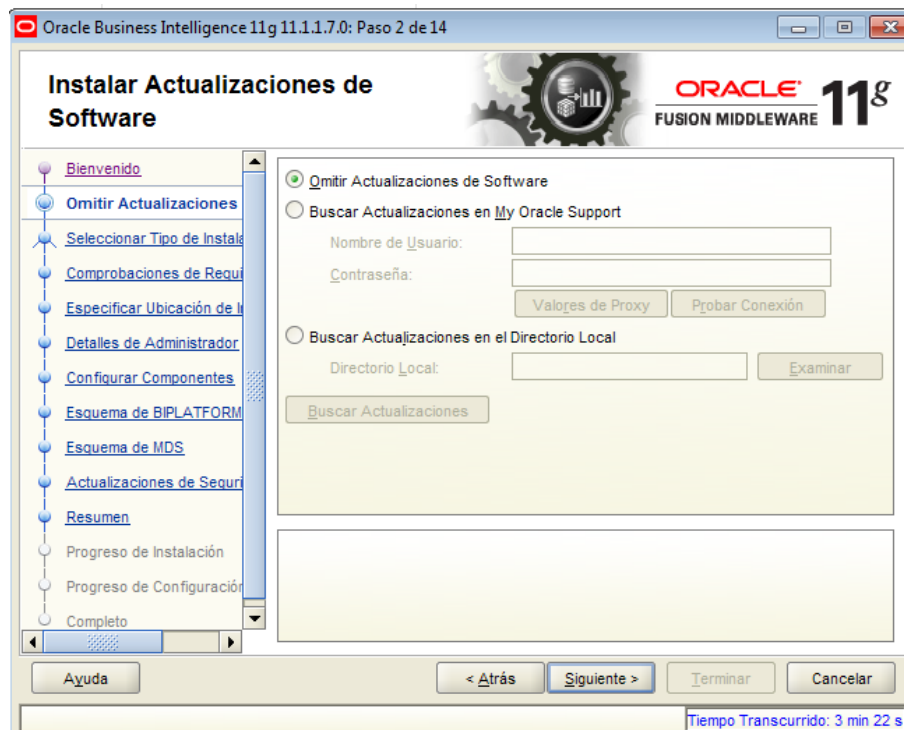 Oracle Business Intelligence 11g 11.1.1.7.0: Paso 2 de 14
Instalar Actualizaciones de
Software
ORACLE
FUSION MIDDLEWARE 11g
Bienvenido
Omitir Actualizaciones
Seleccionar Tipo de Instala
Comprobaciones de Requi
Especificar Ubicación de I
Detalles de Administrador
Configurar Componentes
Esquema de BIPLATFORM
Esquema de MDS
Actualizaciones de Seguri
Resumen
Progreso de Instalación
Progreso de Configuración
Completo
Omitir Actualizaciones de Software
Buscar Actualizaciones en My Oracle Support
Nombre de Usuario:
Contraseña:
Valores de Proxy
Probar Conexión
Buscar Actualizaciones en el Directorio Local
Directorio Local:
Examinar
Buscar Actualizaciones
Ayuda
< Atrás
Siguiente >
Terminar
Cancelar
Tiempo Transcurrido: 3 min 22 s